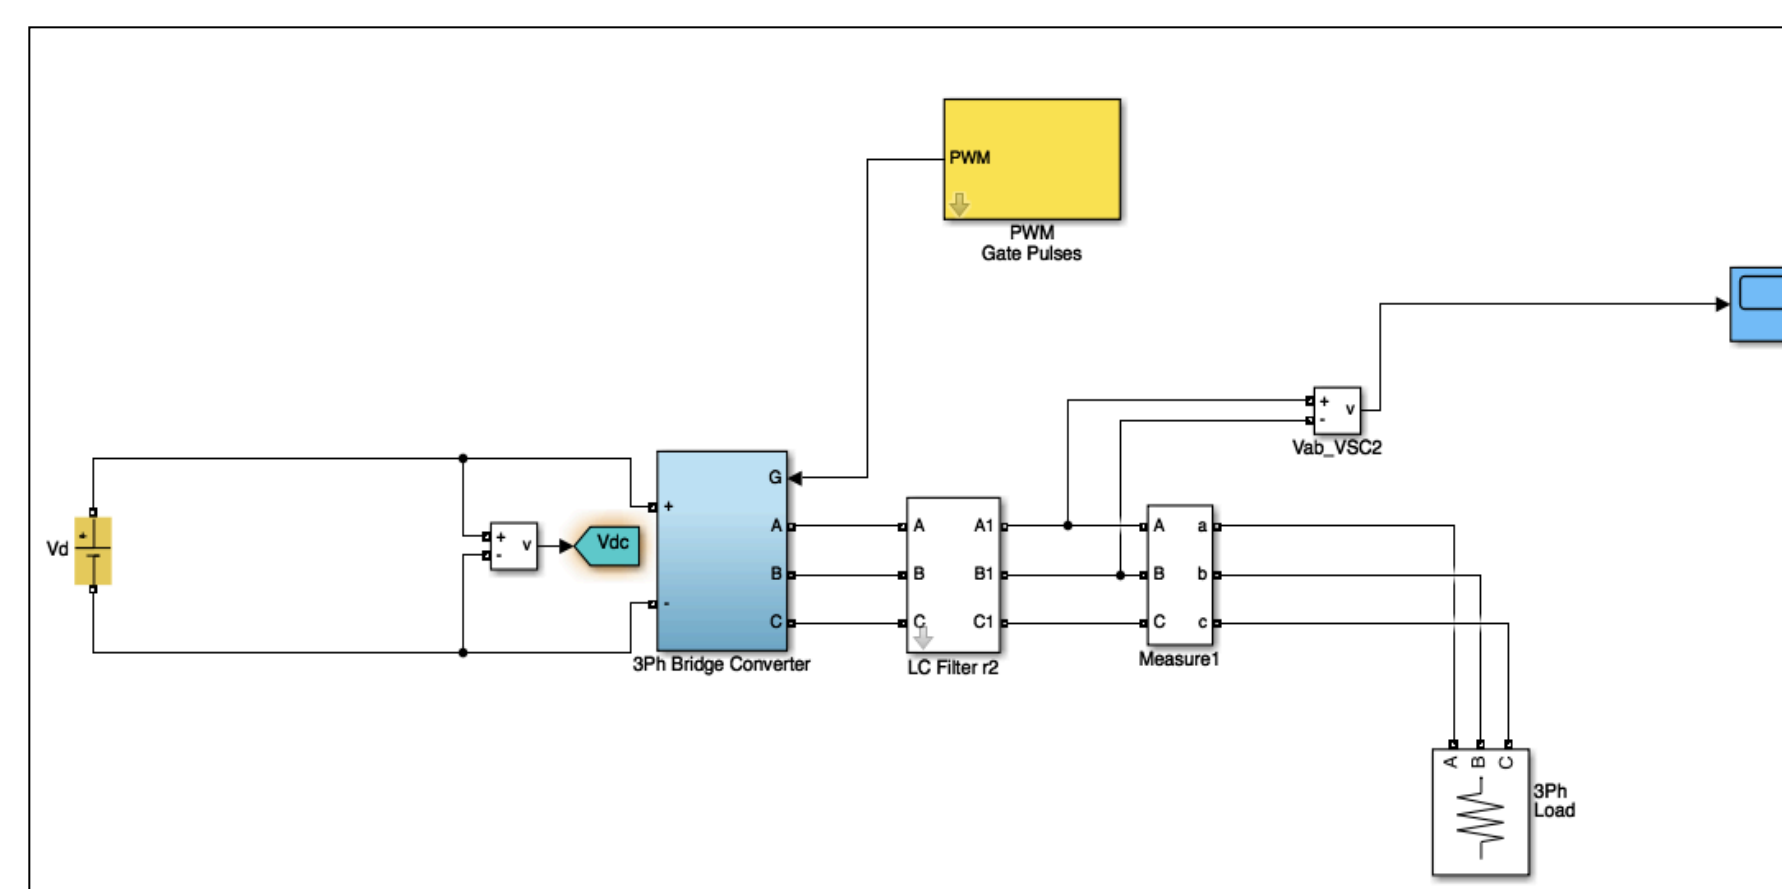 PWM
PWM
Gate Pulses
+
-
v
Vab_VSC2
Vd
+
+
-
v
Vdc
G
+
A
B
-
C
3Ph Bridge Converter
A A1
B B1
C C1
LC Filter r2
A a
B b
C c
Measure1
A B C
3Ph
Load